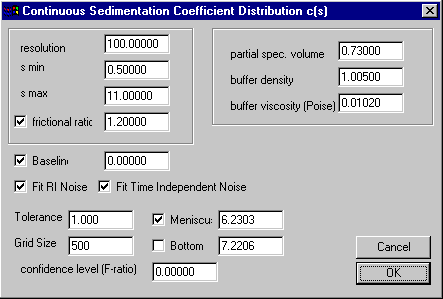 Continuous Sedimentation Coefficient Distribution c(s)
resolution 100.00000
s min 0.50000
s max 11.00000
frictional ratio 1.20000
partial spec. volume 0.73000
buffer density 1.00500
buffer viscosity (Poise) 0.01020
Baseline 0.00000
Fit RI Noise Fit Time Independent Noise
Tolerance 1.000 Meniscu 6.2303
Grid Size 500 Bottom 7.2206
confidence level (F-ratio) 0.00000
Cancel
OK